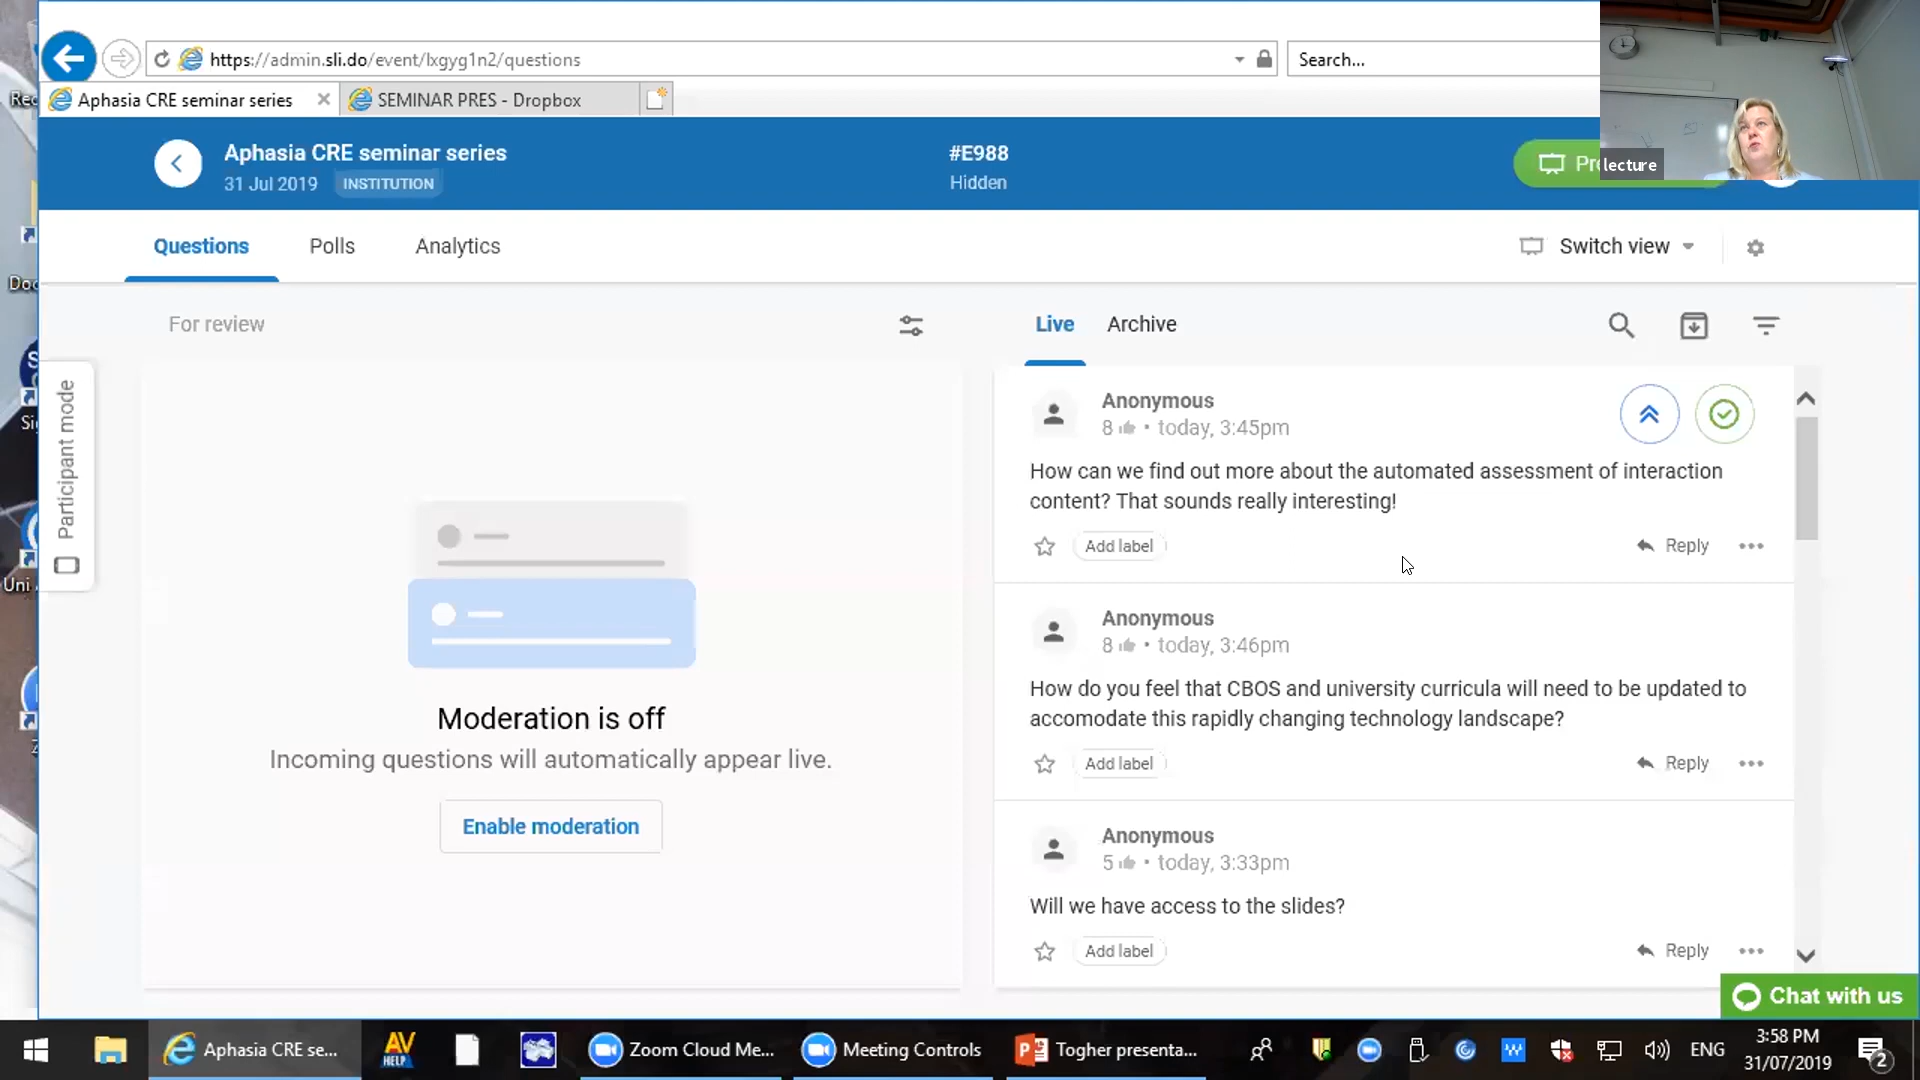 https://admin.sli.do/event/lxgyg1n2/questions
Search...
Aphasia CRE seminar series
SEMINAR PRES - Dropbox
Aphasia CRE seminar series
31 Jul 2019
INSTITUTION
#E988
Hidden
lecture
Questions
Polls
Analytics
Switch view
For review
Live
Archive
Participant mode
Moderation is off
Incoming questions will automatically appear live.
Enable moderation
Anonymous
8 • today, 3:45pm
How can we find out more about the automated assessment of interaction
content? That sounds really interesting!
Add label
Reply
Anonymous
8 • today, 3:46pm
How do you feel that CBOS and university curricula will need to be updated to
accomodate this rapidly changing technology landscape?
Add label
Reply
Anonymous
5 • today, 3:33pm
Will we have access to the slides?
Add label
Reply
Chat with us
Aphasia CRE se...
AV
HELP
Zoom Cloud Me...
Meeting Controls
Togher presenta...
ENG
3:58 PM
31/07/2019
2